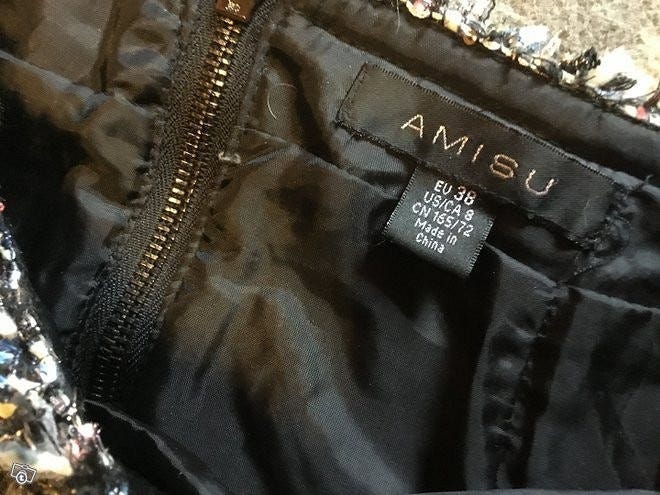 AMISU
EU 38
US/CA 8
CN 165/72
Made in
China